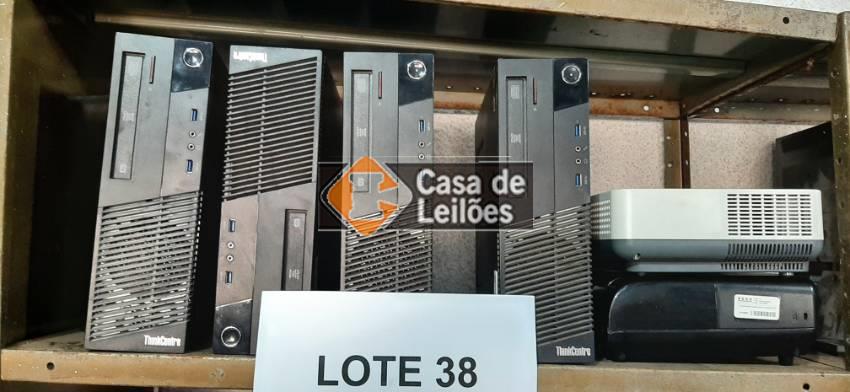 ThinkCentre
Casa de
Leilões
ThinkCentre
ThinkCentre
LOTE 38